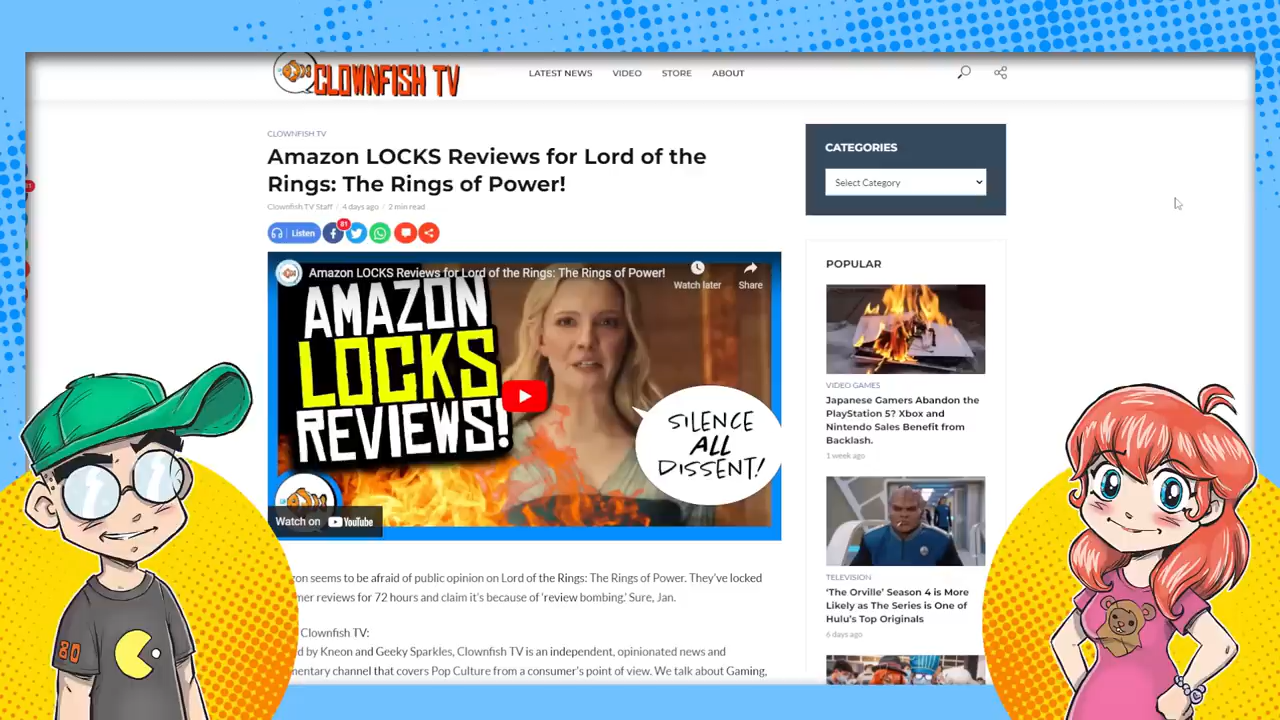 CLOWNFISH TV
LATEST NEWS
VIDEO
STORE
ABOUT
CLOWNFISH TV
Amazon LOCKS Reviews for Lord of the
Rings: The Rings of Power!
Clownfish TV Staff / 4 days ago / 2 min read
Listen
81
Amazon LOCKS Reviews for Lord of the Rings: The Rings of Power!
Watch later
Share
AMAZON
LOCKS
REVIEWS!
SILENCE
ALL
DISSENT!
Watch on YouTube
seems to be afraid of public opinion on Lord of the Rings: The Rings of Power. They've locked
reviews for 72 hours and claim it's because of 'review bombing.' Sure, Jan.
Clownfish TV:
by Kneon and Geeky Sparkles, Clownfish TV is an independent, opinionated news and
channel that covers Pop Culture from a consumer's point of view. We talk about Gaming,
CATEGORIES
Select Category
POPULAR
VIDEO GAMES
Japanese Gamers Abandon the
PlayStation 5? Xbox and
Nintendo Sales Benefit from
Backlash.
1 week ago
TELEVISION
'The Orville' Season 4 is More
Likely as The Series is One of
Hulu's Top Originals
6 days ago
80